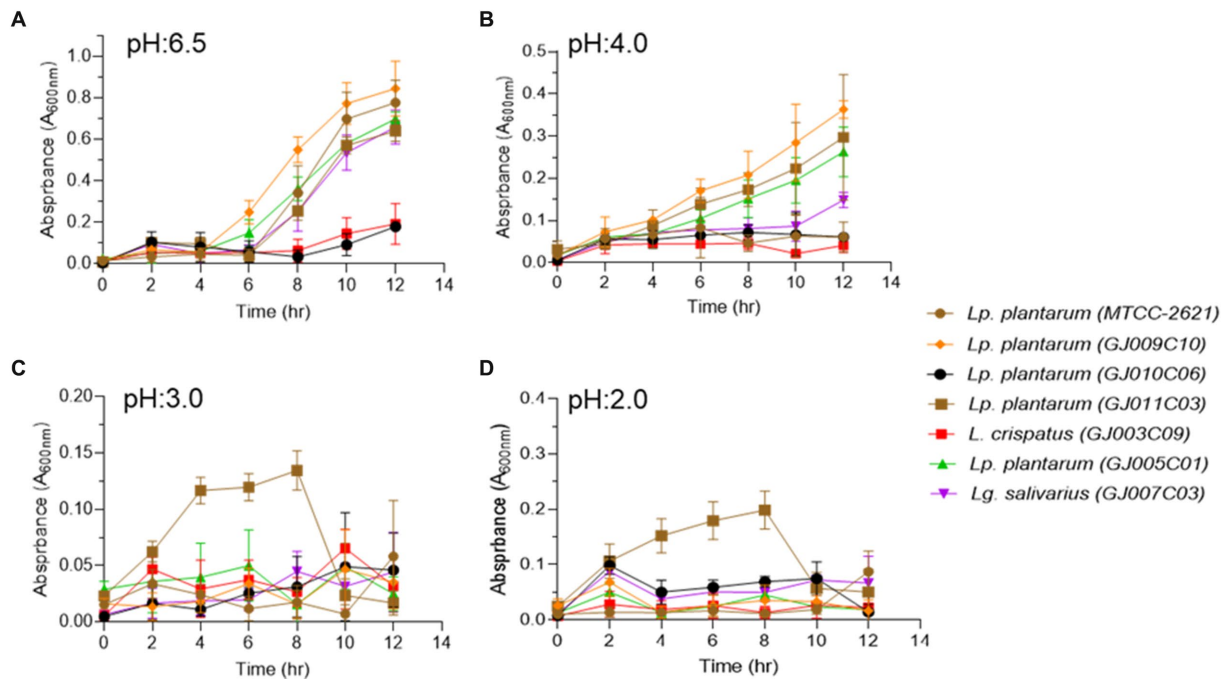 A
pH:6.5
Absprbance (A600nm)
1.0
0.8
0.6
0.4
0.2
0.0
0 2 4 6 8 10 12 14
Time (hr)
B
pH:4.0
Absprbance (A600nm)
0.5
0.4
0.3
0.2
0.1
0.0
0 2 4 6 8 10 12 14
Time (hr)
C
pH:3.0
Absprbance (A600nm)
0.20
0.15
0.10
0.05
0.00
0 2 4 6 8 10 12 14
Time (hr)
D
pH:2.0
Absprbance (A600nm)
0.4
0.3
0.2
0.1
0.0
0 2 4 6 8 10 12 14
Time (hr)
Lp. plantarum (MTCC-2621)
Lp. plantarum (GJ009C10)
Lp. plantarum (GJ010C06)
Lp. plantarum (GJ011C03)
L. crispatus (GJ003C09)
Lp. plantarum (GJ005C01)
Lg. salivarius (GJ007C03)